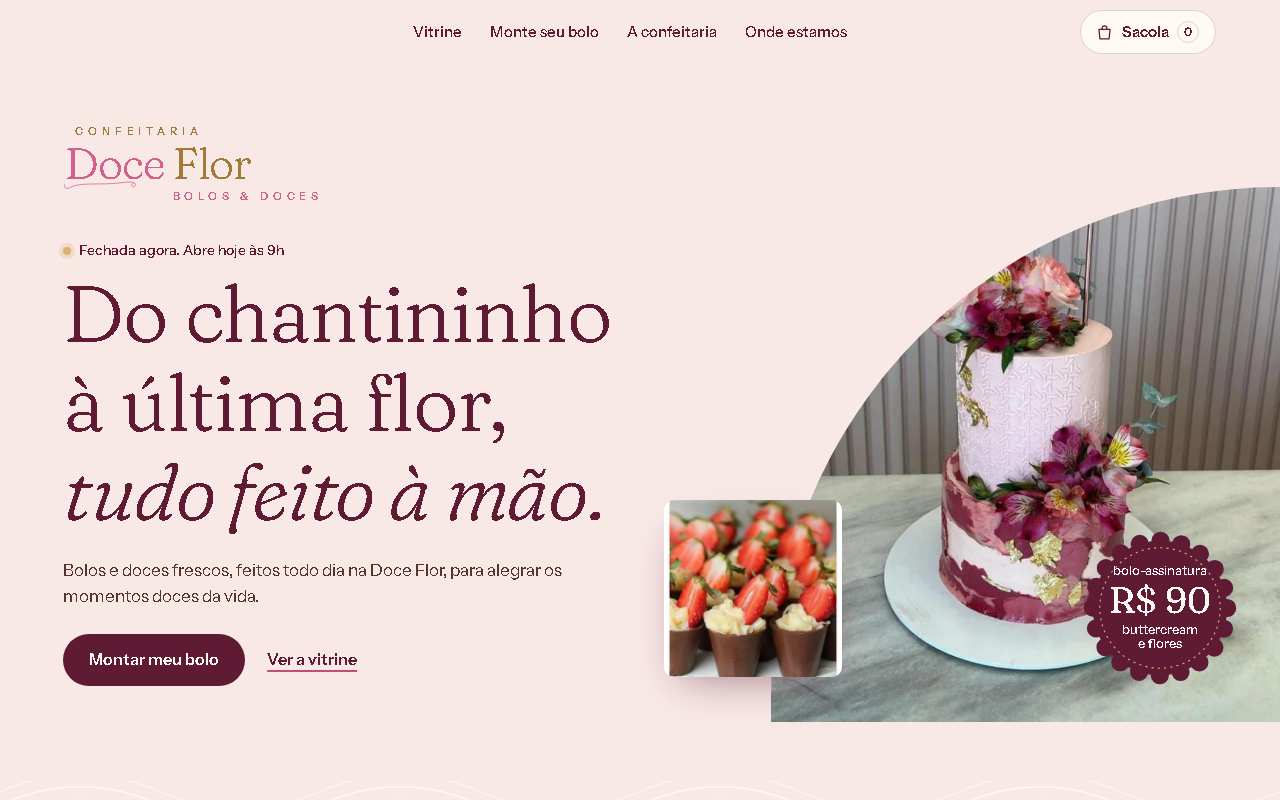 Vitrine
Monte seu bolo
A confeitaria
Onde estamos
Sacola
0
CONFEITARIA
Doce Flor
BOLOS & DOCES
Fechada agora. Abre hoje às 9h
Do chantininho
à última flor,
tudo feito à mão.
Bolos e doces frescos, feitos todo dia na Doce Flor, para alegrar os
momentos doces da vida.
Montar meu bolo
Ver a vitrine
bolo-assinatura
R$ 90
buttercream
e flores